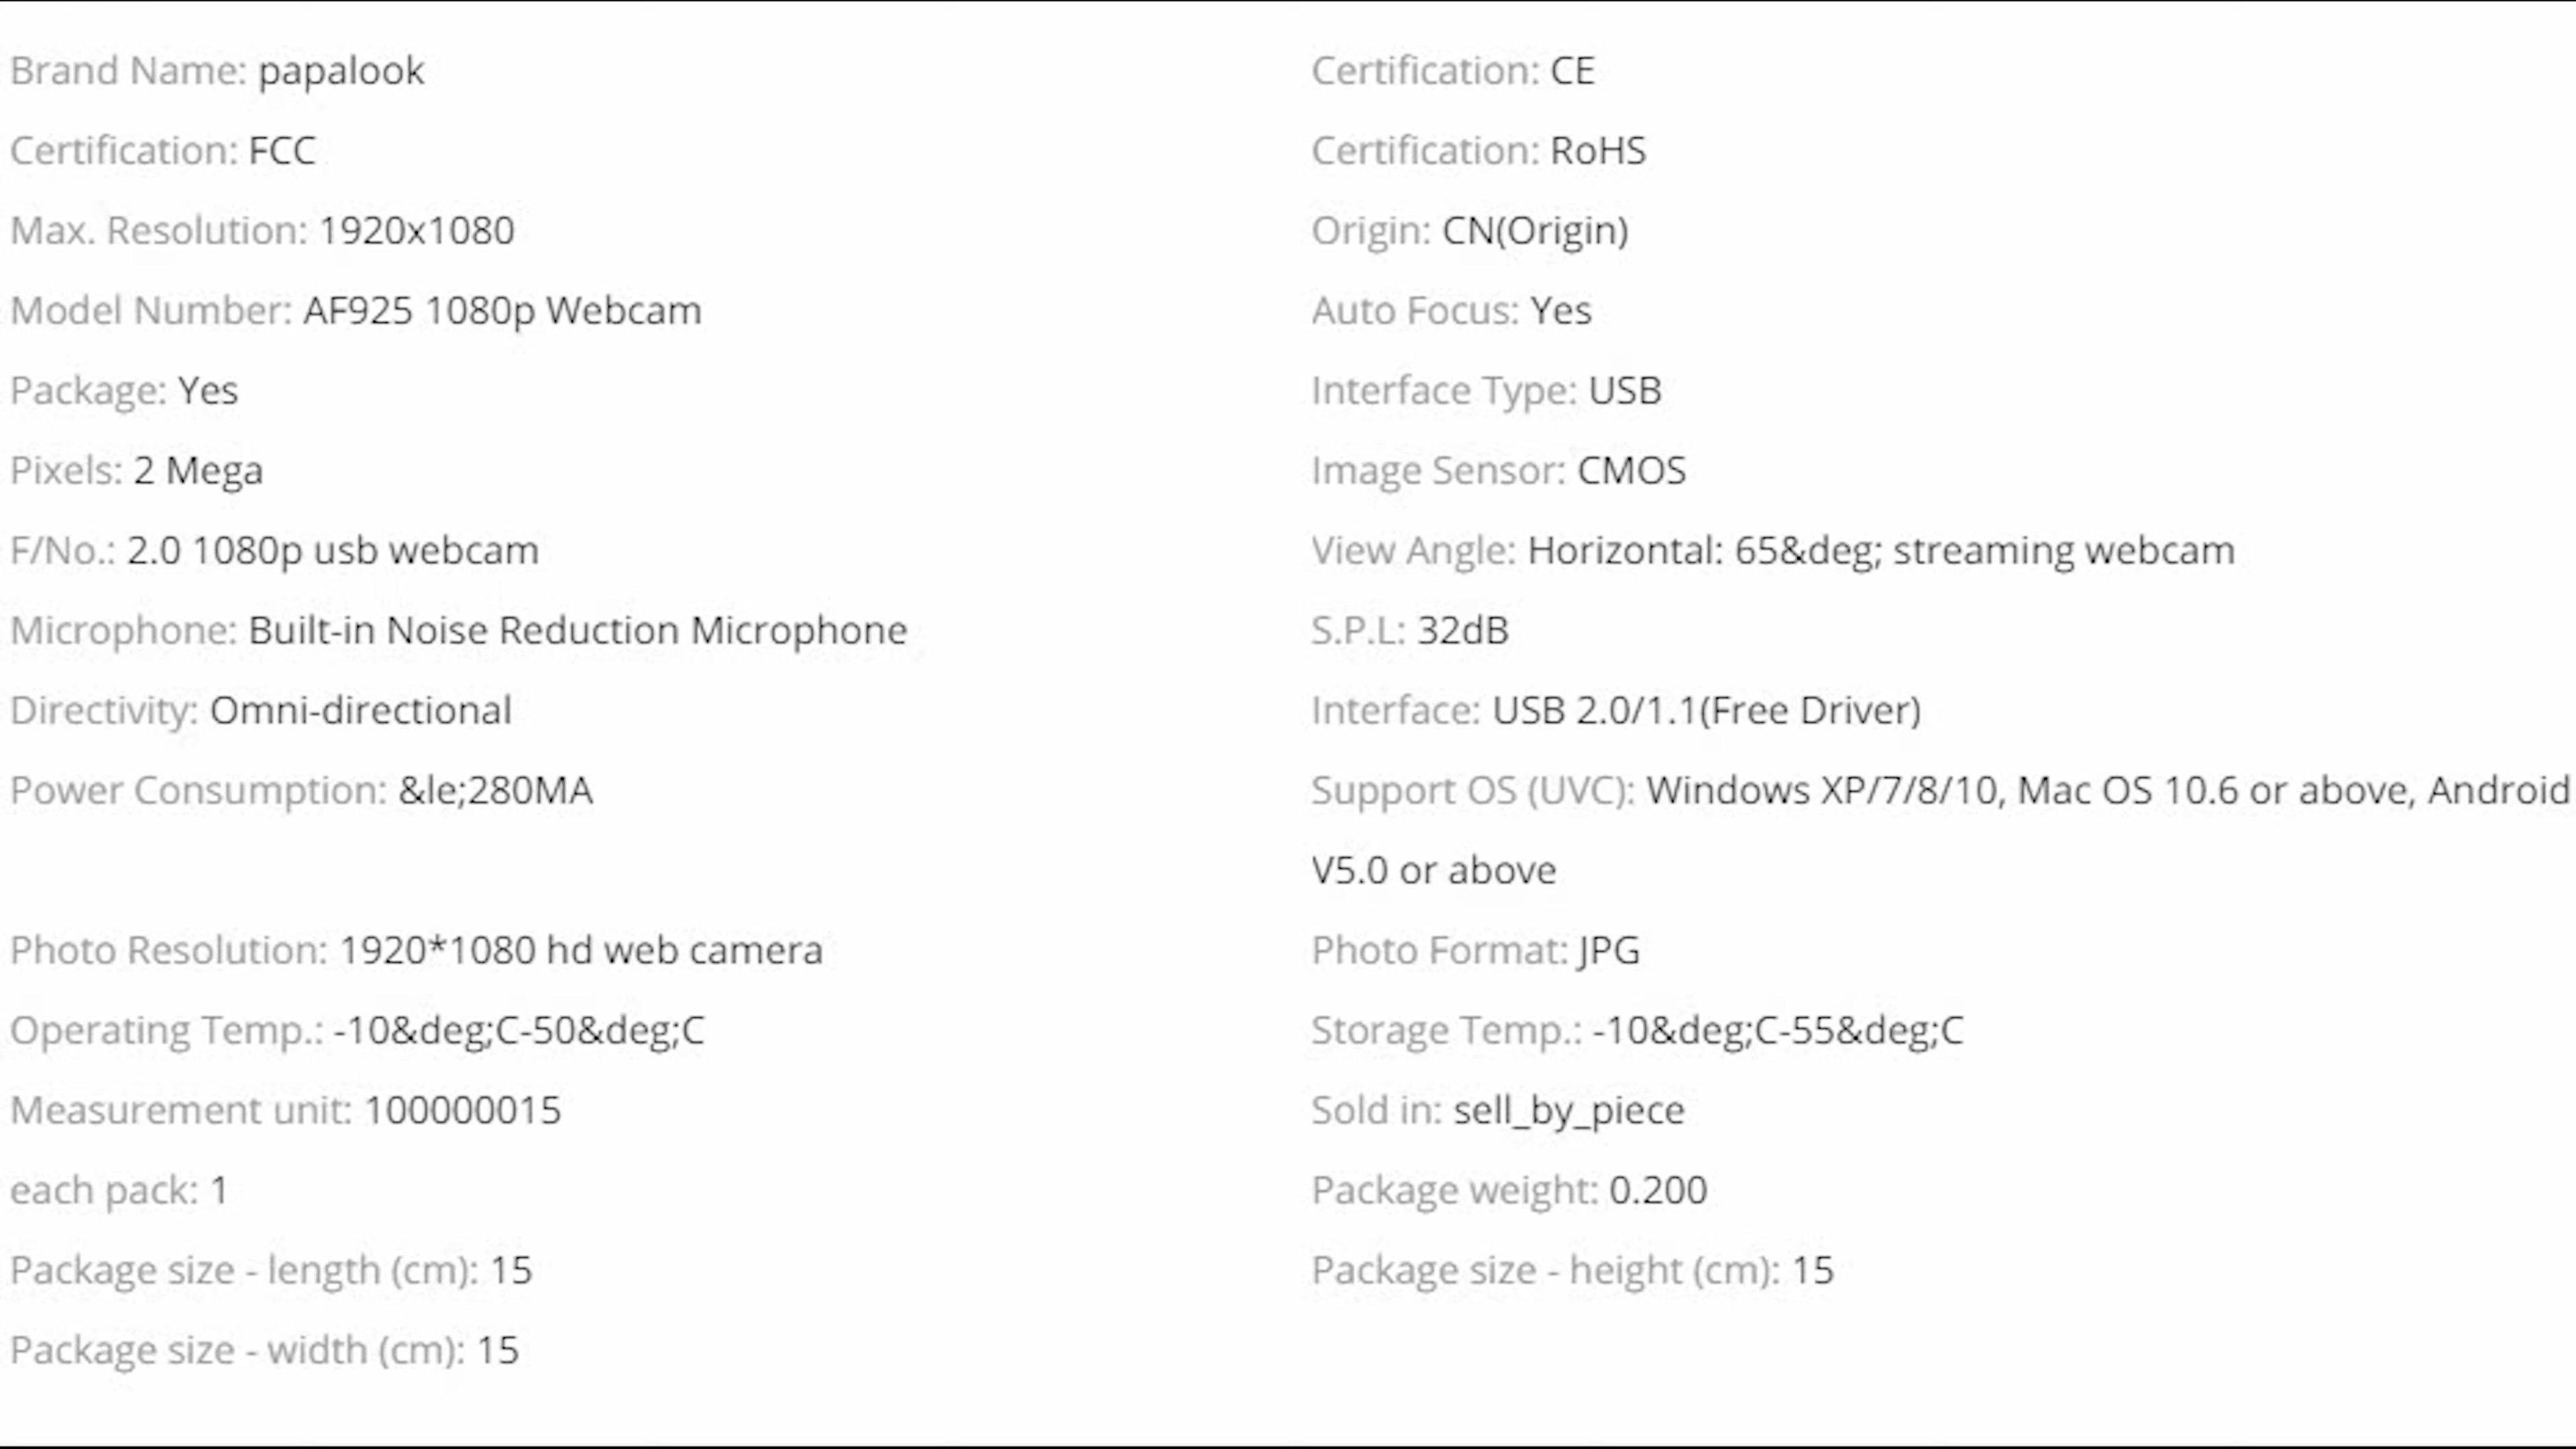 Brand Name: papalook
Certification: CE
Certification: FCC
Certification: RoHS
Max. Resolution: 1920x1080
Origin: CN(Origin)
Model Number: AF925 1080p Webcam
Auto Focus: Yes
Package: Yes
Interface Type: USB
Pixels: 2 Mega
Image Sensor: CMOS
F/No.: 2.0 1080p usb webcam
View Angle: Horizontal: 65&deg; streaming webcam
Microphone: Built-in Noise Reduction Microphone
S.P.L: 32dB
Directivity: Omni-directional
Interface: USB 2.0/1.1(Free Driver)
Power Consumption: &le;280MA
Support OS (UVC): Windows XP/7/8/10, Mac OS 10.6 or above, Android
V5.0 or above
Photo Resolution: 1920*1080 hd web camera
Photo Format: JPG
Operating Temp.: -10&deg;C-50&deg;C
Storage Temp.: -10&deg;C-55&deg;C
Measurement unit: 100000015
Sold in: sell_by_piece
each pack: 1
Package weight: 0.200
Package size - length (cm): 15
Package size - height (cm): 15
Package size - width (cm): 15